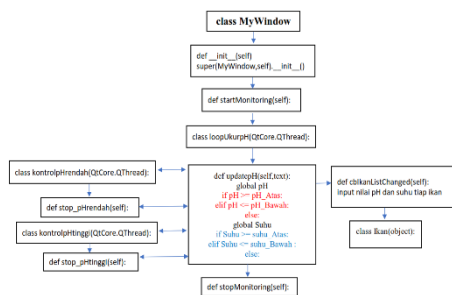 class MyWindow
def __init__(self)
super(MyWindow,self).__init__()
def startMonitoring(self):
class loopUkurpH(QtCore.QThread):
class kontrolpHrendah(QtCore.QThread):
def stop_pHrendah(self):
class kontrolpHtinggi(QtCore.QThread):
def stop_pHtinggi(self):
def updatepH(self,text):
global pH
if pH >= pH_Atas:
elif pH <= pH_Bawah:
else:
global Suhu
if Suhu >= suhu_Atas:
elif Suhu <= suhu_Bawah :
else:
def cbIkanListChanged(self):
input nilai pH dan suhu tiap ikan
class Ikan(object):
def stopMonitoring(self):